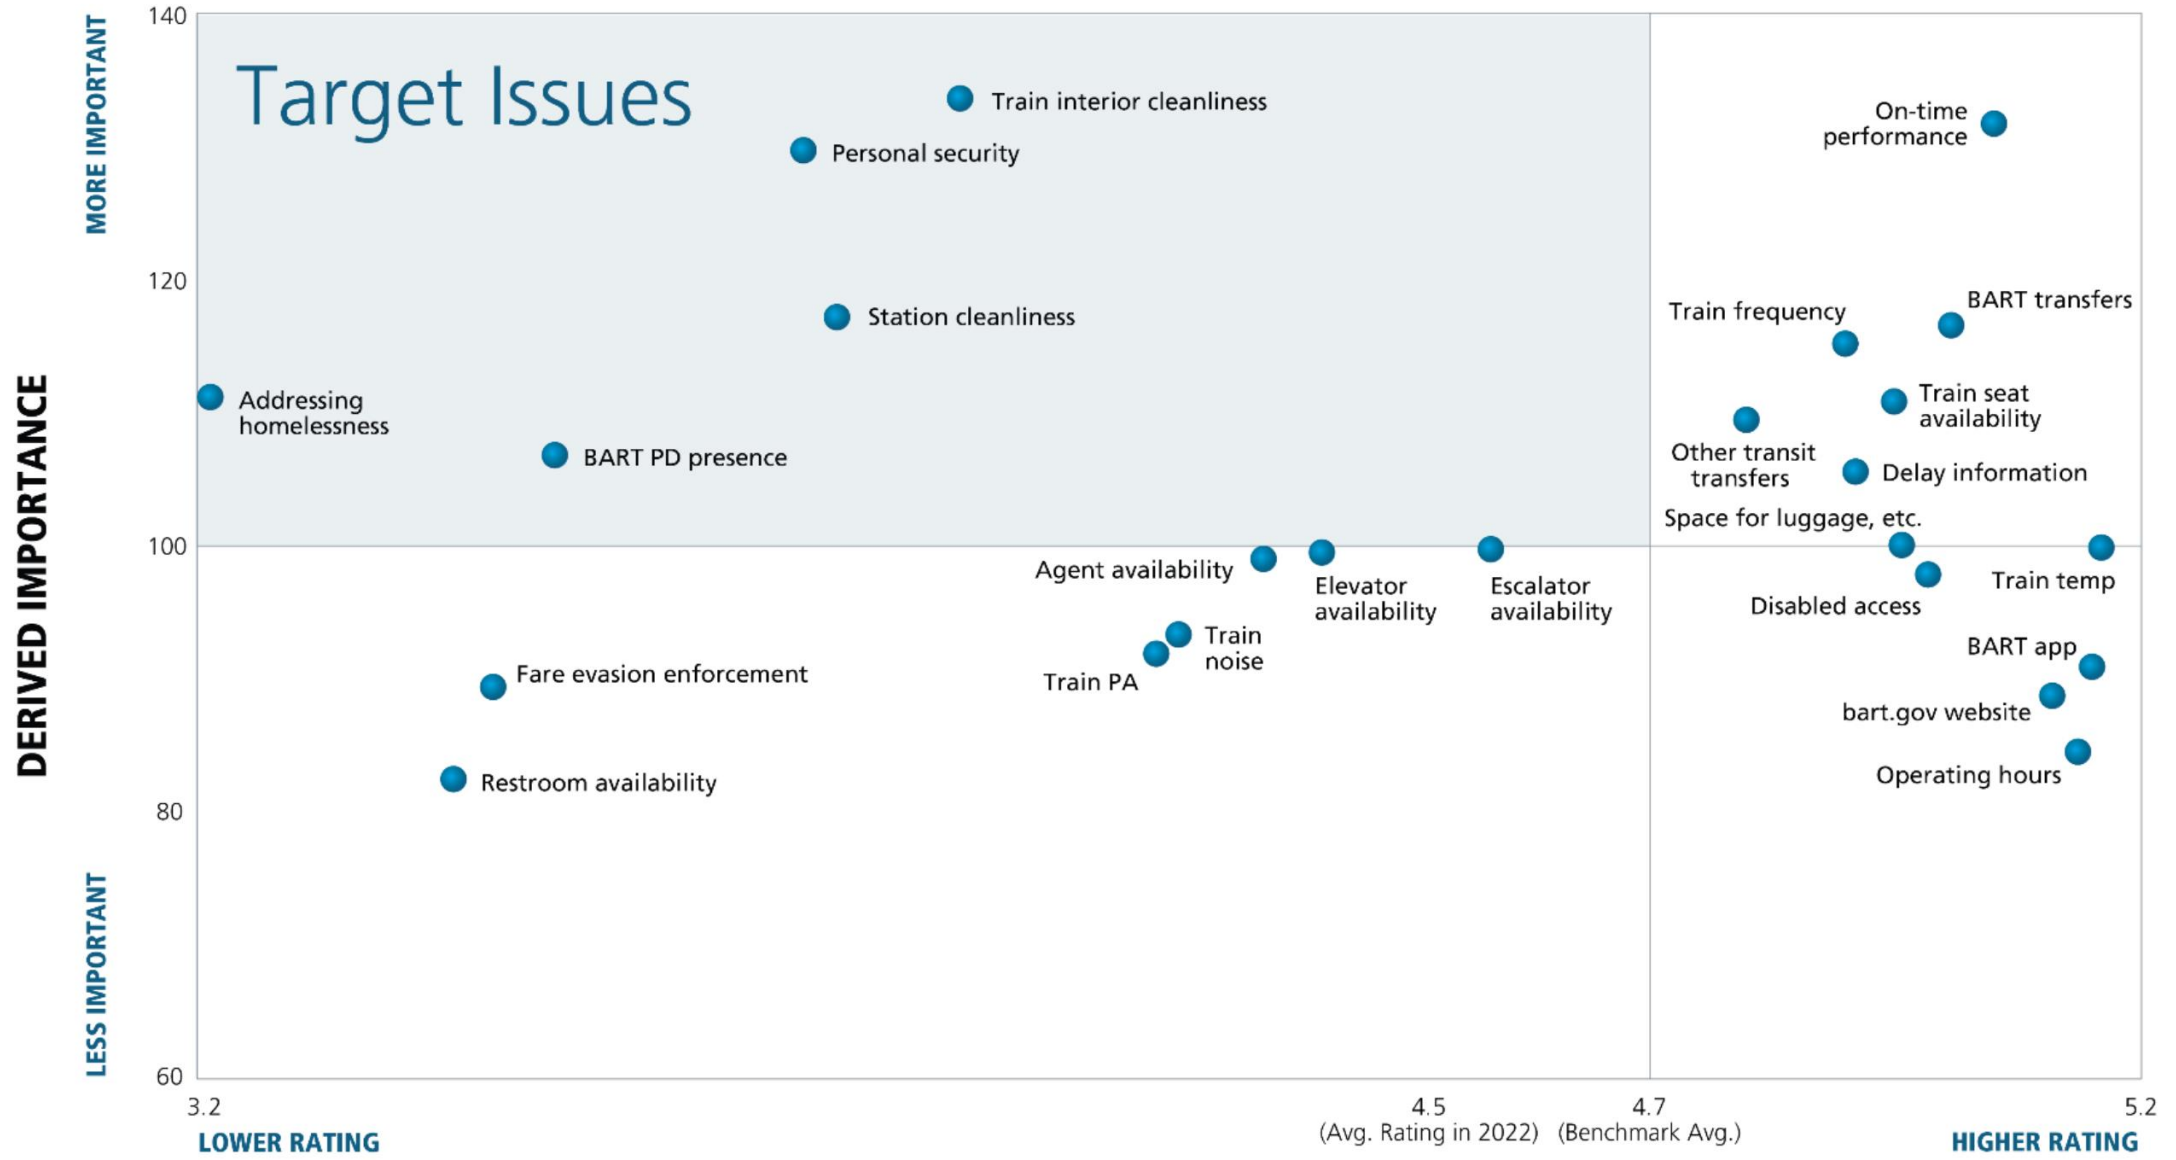 140
MORE IMPORTANT
Target Issues
Train interior cleanliness
On-time
performance
Personal security
120
BART transfers
Train frequency
Station cleanliness
DERIVED IMPORTANCE
Addressing
homelessness
Train seat
availability
BART PD presence
Other transit
transfers
Delay information
Space for luggage, etc.
100
Agent availability
Elevator
availability
Escalator
availability
Train temp
Disabled access
Train
noise
BART app
Fare evasion enforcement
Train PA
bart.gov website
Restroom availability
Operating hours
80
LESS IMPORTANT
60
3.2
4.5
4.7
5.2
(Avg. Rating in 2022)
(Benchmark Avg.)
LOWER RATING
HIGHER RATING